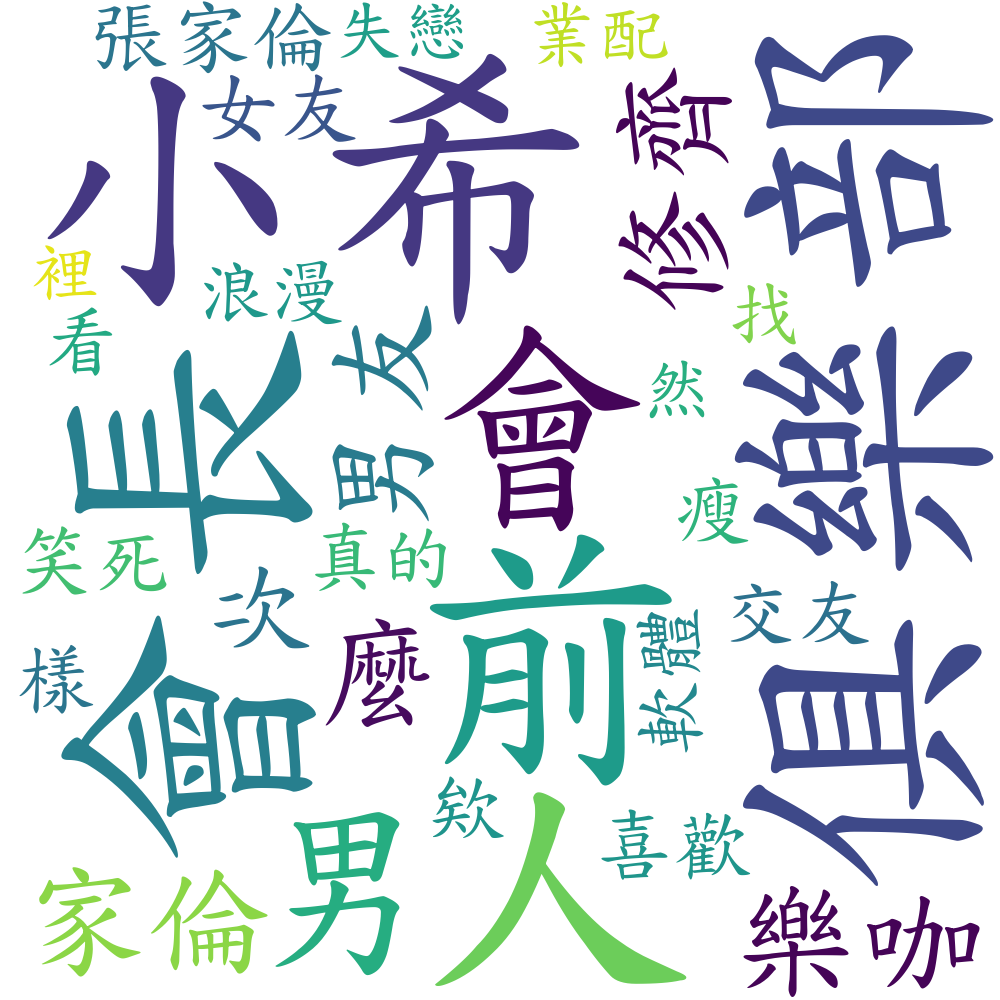 張家倫
失戀
業配
小希
女友
修齊
俱樂部
裡
浪漫
看
男友
找
會長
會
然
瘦
笑死
真的
次
前
交友
樣
麼
軟體
欸
男
人
喜歡
家倫
樂咖